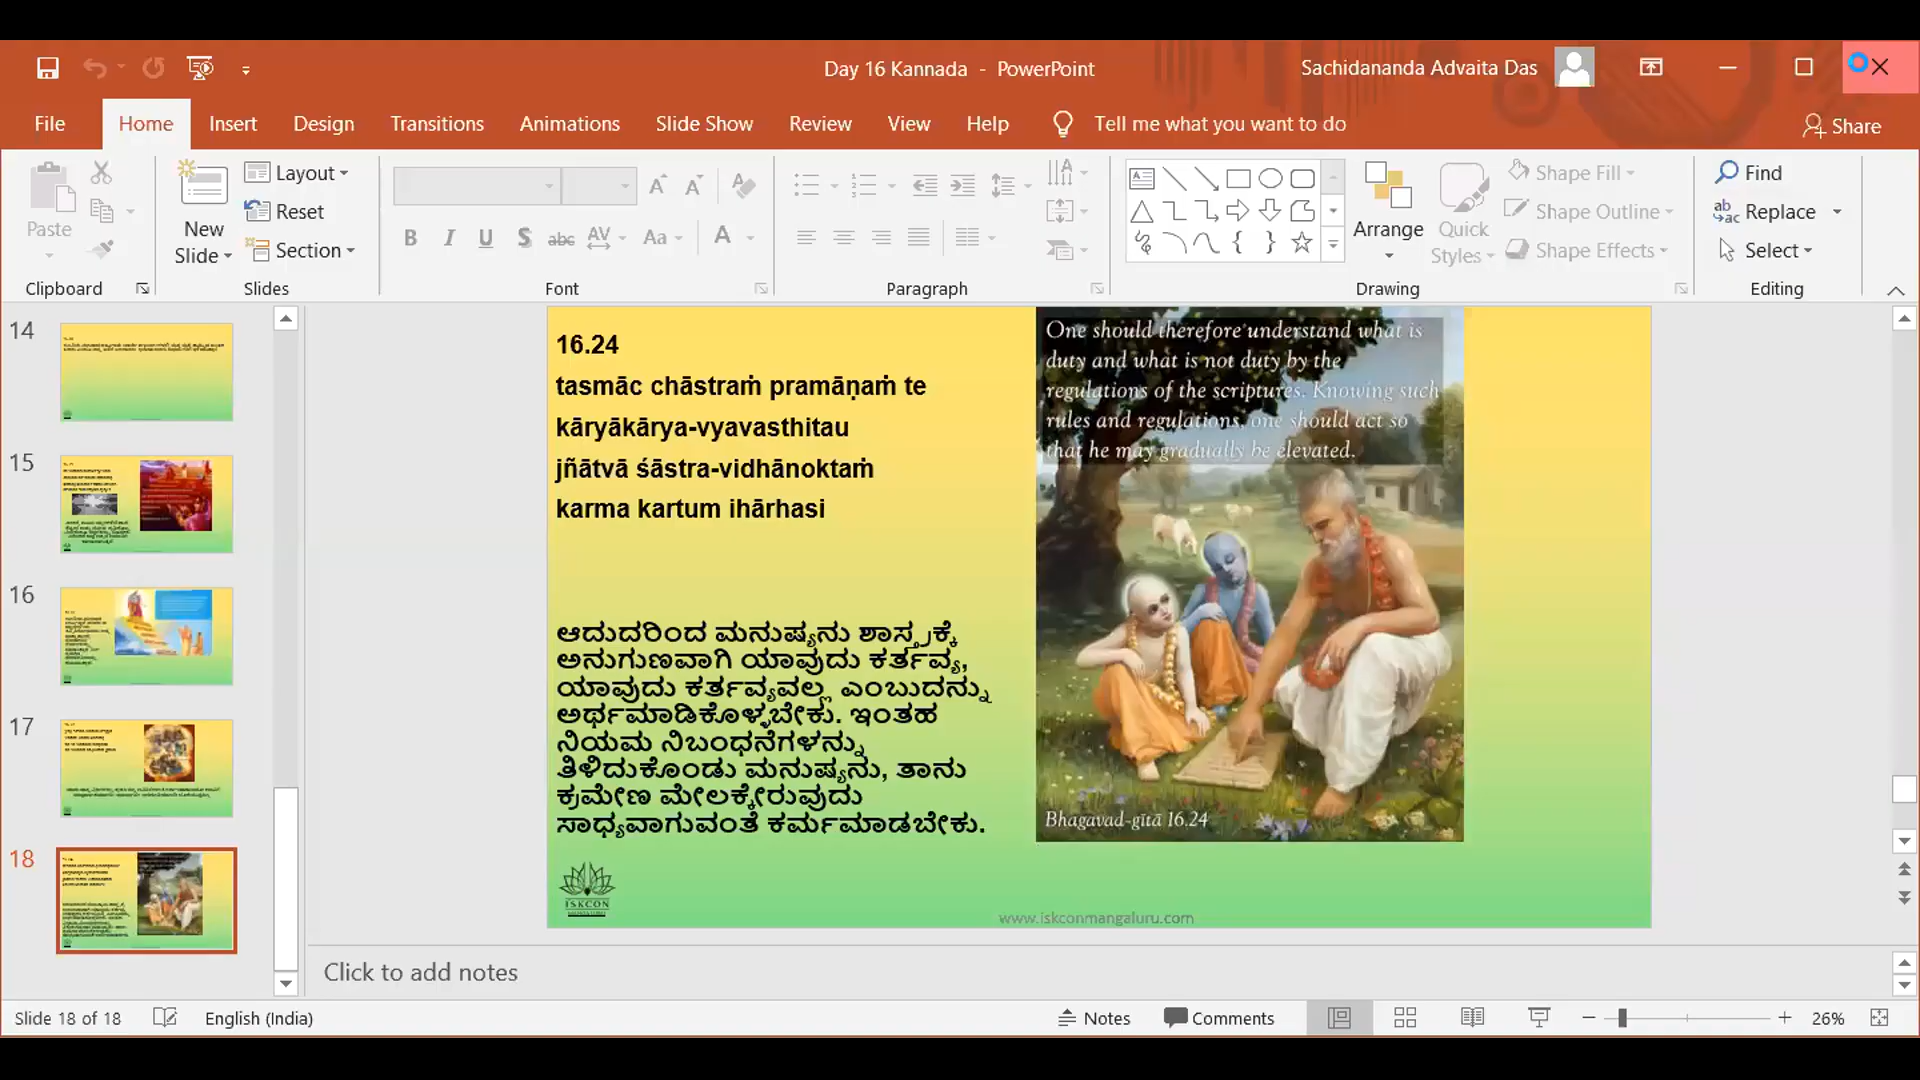 Day 16 Kannada - PowerPoint
Sachidananda Advaita Das
File Home Insert Design Transitions Animations Slide Show Review View Help Tell me what you want to do Share
Paste
New Slide
Layout
Reset
Section
B I U S abc AV Aa A
Arrange
Quick Styles
Shape Fill
Shape Outline
Shape Effects
Find
Replace
Select
Clipboard Slides Font Paragraph Drawing Editing
14
15
16
17
18
16.24
tasmāc chāstraṁ pramāṇaṁ te
kāryākārya-vyavasthitau
jñātvā śāstra-vidhānoktaṁ
karma kartum ihārhasi
ಆದುದರಿಂದ ಮನುಷ್ಯನು ಶಾಸ್ತ್ರಕ್ಕೆ
ಅನುಗುಣವಾಗಿ ಯಾವುದು ಕರ್ತವ್ಯ,
ಯಾವುದು ಕರ್ತವ್ಯವಲ್ಲ ಎಂಬುದನ್ನು
ಅರ್ಥಮಾಡಿಕೊಳ್ಳಬೇಕು. ಇಂತಹ
ನಿಯಮ ನಿಬಂಧನೆಗಳನ್ನು
ತಿಳಿದುಕೊಂಡು ಮನುಷ್ಯನು, ತಾನು
ಕ್ರಮೇಣ ಮೇಲಕ್ಕೇರುವುದು
ಸಾಧ್ಯವಾಗುವಂತೆ ಕರ್ಮಮಾಡಬೇಕು.
One should therefore understand what is
duty and what is not duty by the
regulations of the scriptures. Knowing such
rules and regulations, one should act so
that he may gradually be elevated.
Bhagavad-gītā 16.24
ISKCON
www.iskconmangaluru.com
Click to add notes
Slide 18 of 18 English (India) Notes Comments 26%